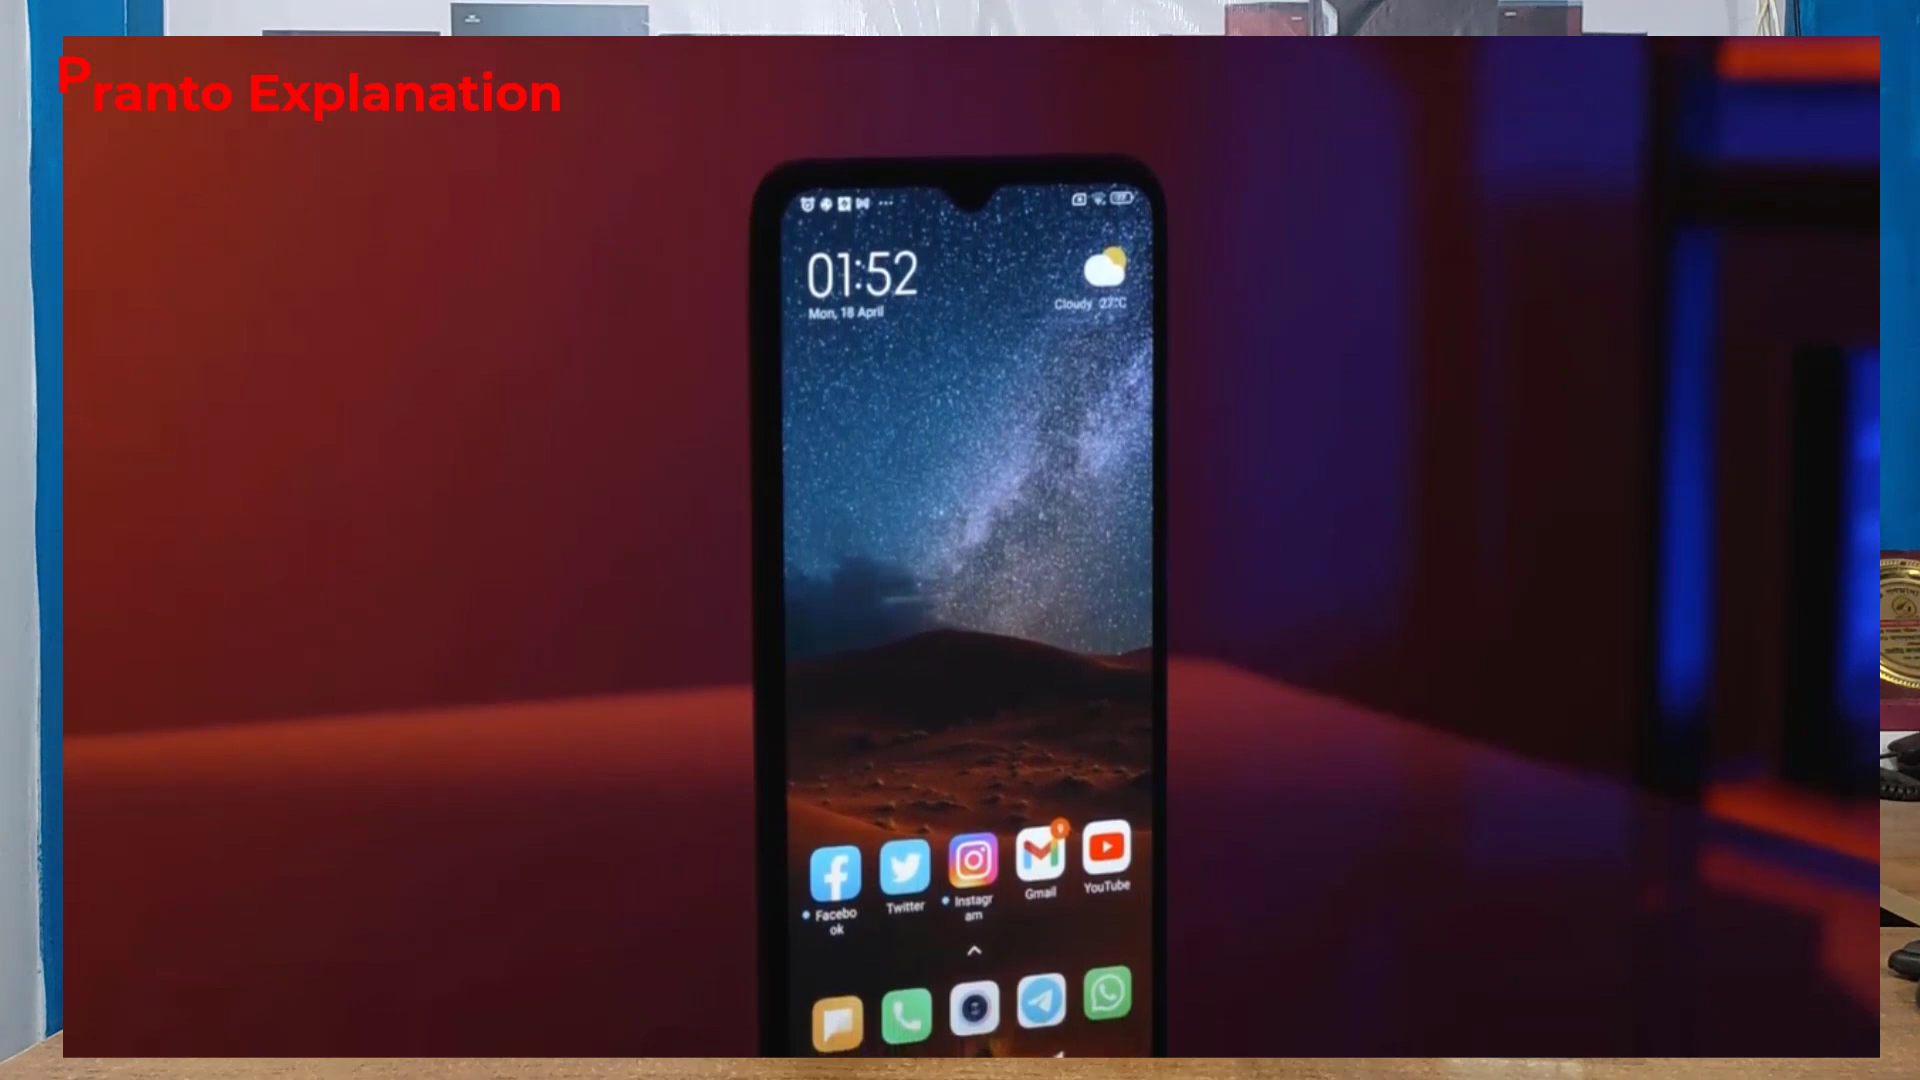 Pranto Explanation
01:52
Mon, 18 April
Cloudy 27°C
Facebo
ok
Twitter
Instagr
am
Gmail
YouTube